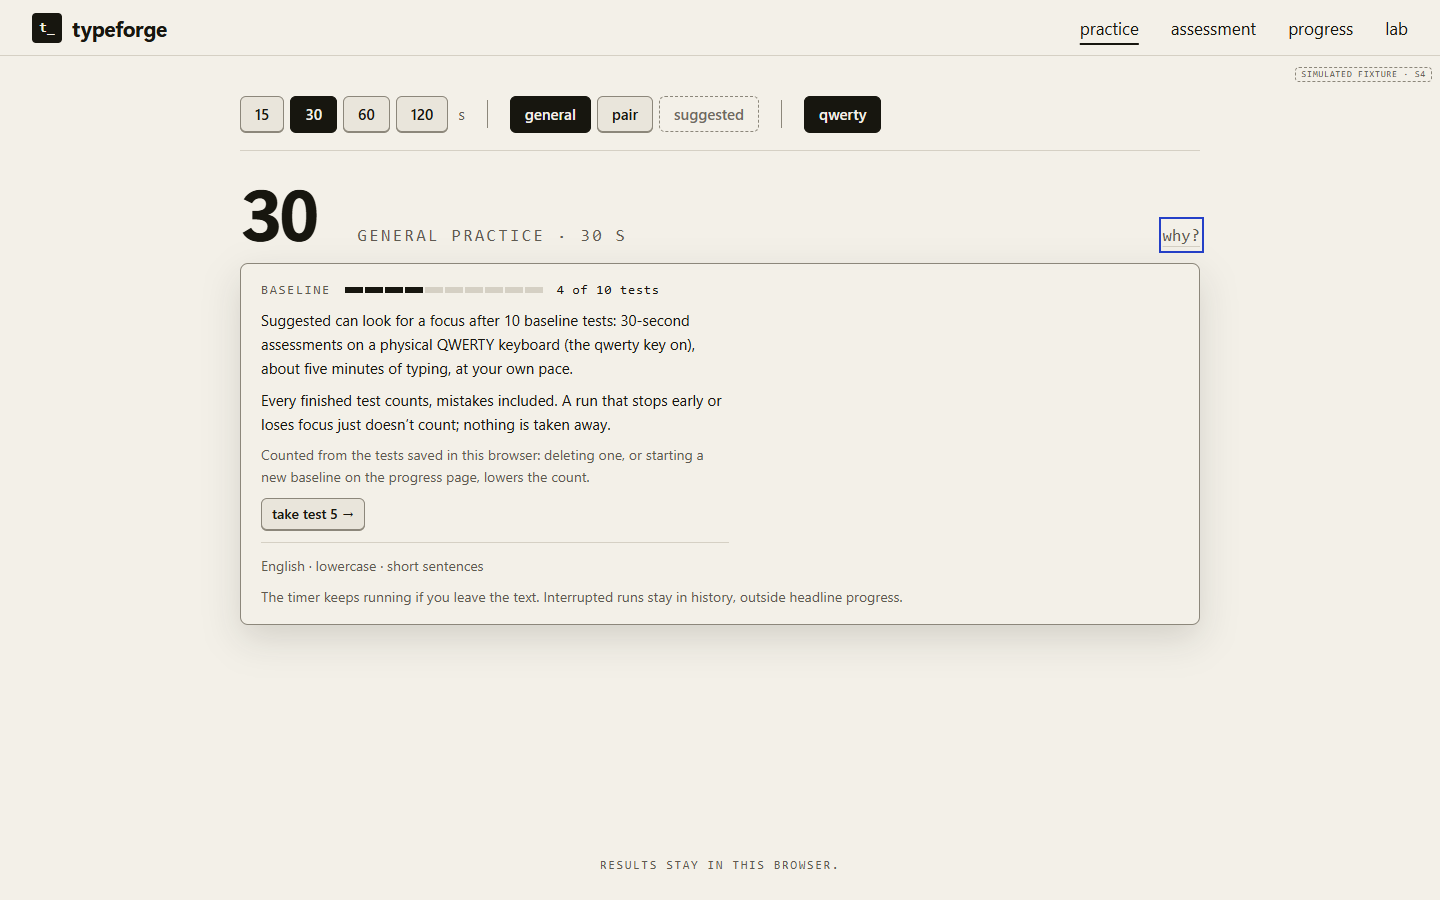 t_ typeforge practice assessment progress lab
SIMULATED FIXTURE · S4
15 30 60 120 s general pair suggested qwerty
30 GENERAL PRACTICE · 30 S why?
BASELINE 4 of 10 tests
Suggested can look for a focus after 10 baseline tests: 30-second
assessments on a physical QWERTY keyboard (the qwerty key on),
about five minutes of typing, at your own pace.
Every finished test counts, mistakes included. A run that stops early or
loses focus just doesn’t count; nothing is taken away.
Counted from the tests saved in this browser: deleting one, or starting a
new baseline on the progress page, lowers the count.
take test 5 →
English · lowercase · short sentences
The timer keeps running if you leave the text. Interrupted runs stay in history, outside headline progress.
RESULTS STAY IN THIS BROWSER.